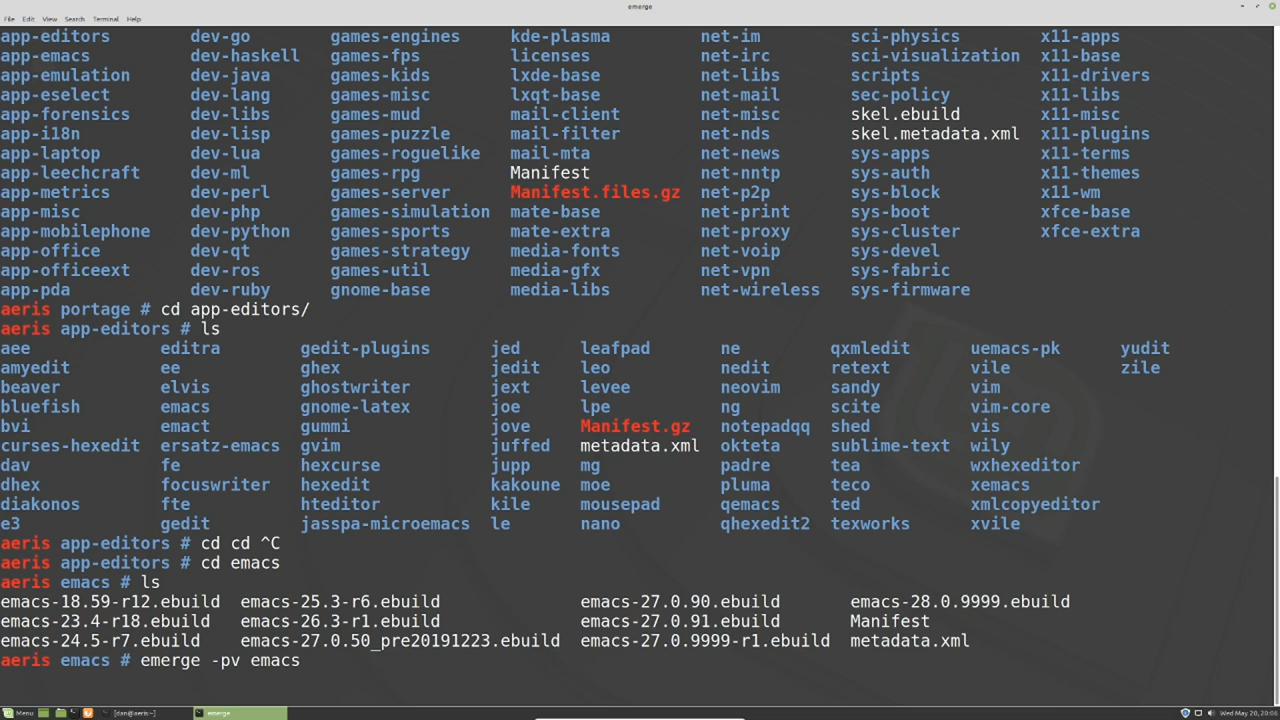 emerge
File Edit View Search Terminal Help
app-editors dev-go games-engines kde-plasma net-im sci-physics x11-apps
app-emacs dev-haskell games-fps licenses net-irc sci-visualization x11-base
app-emulation dev-java games-kids lxde-base net-libs scripts x11-drivers
app-eselect dev-lang games-misc lxqt-base net-mail sec-policy x11-libs
app-forensics dev-libs games-mud mail-client net-misc skel.ebuild x11-misc
app-i18n dev-lisp games-puzzle mail-filter net-nds skel.metadata.xml x11-plugins
app-laptop dev-lua games-roguelike mail-mta net-news sys-apps x11-terms
app-leechcraft dev-ml games-rpg Manifest net-nntp sys-auth x11-themes
app-metrics dev-perl games-server Manifest.files.gz net-p2p sys-block x11-wm
app-misc dev-php games-simulation mate-base net-print sys-boot xfce-base
app-mobilephone dev-python games-sports mate-extra net-proxy sys-cluster xfce-extra
app-office dev-qt games-strategy media-fonts net-voip sys-devel
app-officeext dev-ros games-util media-gfx net-vpn sys-fabric
app-pda dev-ruby gnome-base media-libs net-wireless sys-firmware
aeris portage # cd app-editors/
aeris app-editors # ls
aee editra gedit-plugins jed leafpad ne qxmledit uemacs-pk yudit
amyedit ee ghex jedit leo nedit retext vile zile
beaver elvis ghostwriter jext levee neovim sandy vim
bluefish emacs gnome-latex joe lpe ng scite vim-core
bvi emact gummi jove Manifest.gz notepadqq shed vis
curses-hexedit ersatz-emacs gvim juffed metadata.xml okteta sublime-text wily
dav fe hexcurse jupp mg padre tea wxhexeditor
dhex focuswriter hexedit kakoune moe pluma teco xemacs
diakonos fte hteditor kile mousepad qemacs ted xmlcopyeditor
e3 gedit jasspa-microemacs le nano qhexedit2 texworks xvile
aeris app-editors # cd cd ^C
aeris app-editors # cd emacs
aeris emacs # ls
emacs-18.59-r12.ebuild emacs-25.3-r6.ebuild emacs-27.0.90.ebuild emacs-28.0.9999.ebuild
emacs-23.4-r18.ebuild emacs-26.3-r1.ebuild emacs-27.0.91.ebuild Manifest
emacs-24.5-r7.ebuild emacs-27.0.50_pre20191223.ebuild emacs-27.0.9999-r1.ebuild metadata.xml
aeris emacs # emerge -pv emacs
Menu [dan@aeris:~] emerge Wed May 20, 20:06